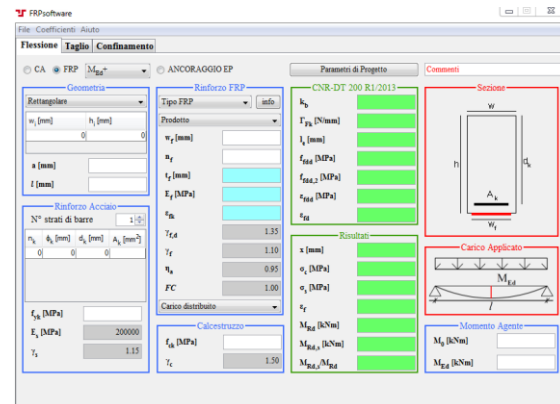 FRPsoftware
File Coefficienti Aiuto
Flessione Taglio Confinamento
CA FRP M_Ed^+ ANCORAGGIO EP Parametri di Progetto Commenti
Geometria
Rettangolare
w_i [mm] h_i [mm]
0 0
a [mm]
l [mm]
Rinforzo Acciaio
N° strati di barre 1
n_k ϕ_k [mm] d_k [mm] A_k [mm²]
0 0
f_yk [MPa]
E_s [MPa] 200000
γ_s 1.15
Rinforzo FRP
Tipo FRP info
Prodotto
w_f [mm]
n_f
t_f [mm]
E_f [MPa]
ε_fk
γ_f,d 1.35
γ_f 1.10
η_a 0.95
FC 1.00
Carico distribuito
Calcestruzzo
f_ck [MPa]
γ_c 1.50
CNR-DT 200 R1/2013
k_b
Γ_Fk [N/mm]
l_e [mm]
f_fdd [MPa]
f_fdd,2 [MPa]
ε_fdd [MPa]
ε_fd
Risultati
x [mm]
σ_c [MPa]
σ_s [MPa]
ε_f
M_Rd [kNm]
M_Rd,s [kNm]
M_Rd,s/M_Rd
Sezione
w
h
d_k
A_k
w_f
Carico Applicato
M_Ed
l
Momento Agente
M_0 [kNm]
M_Ed [kNm]